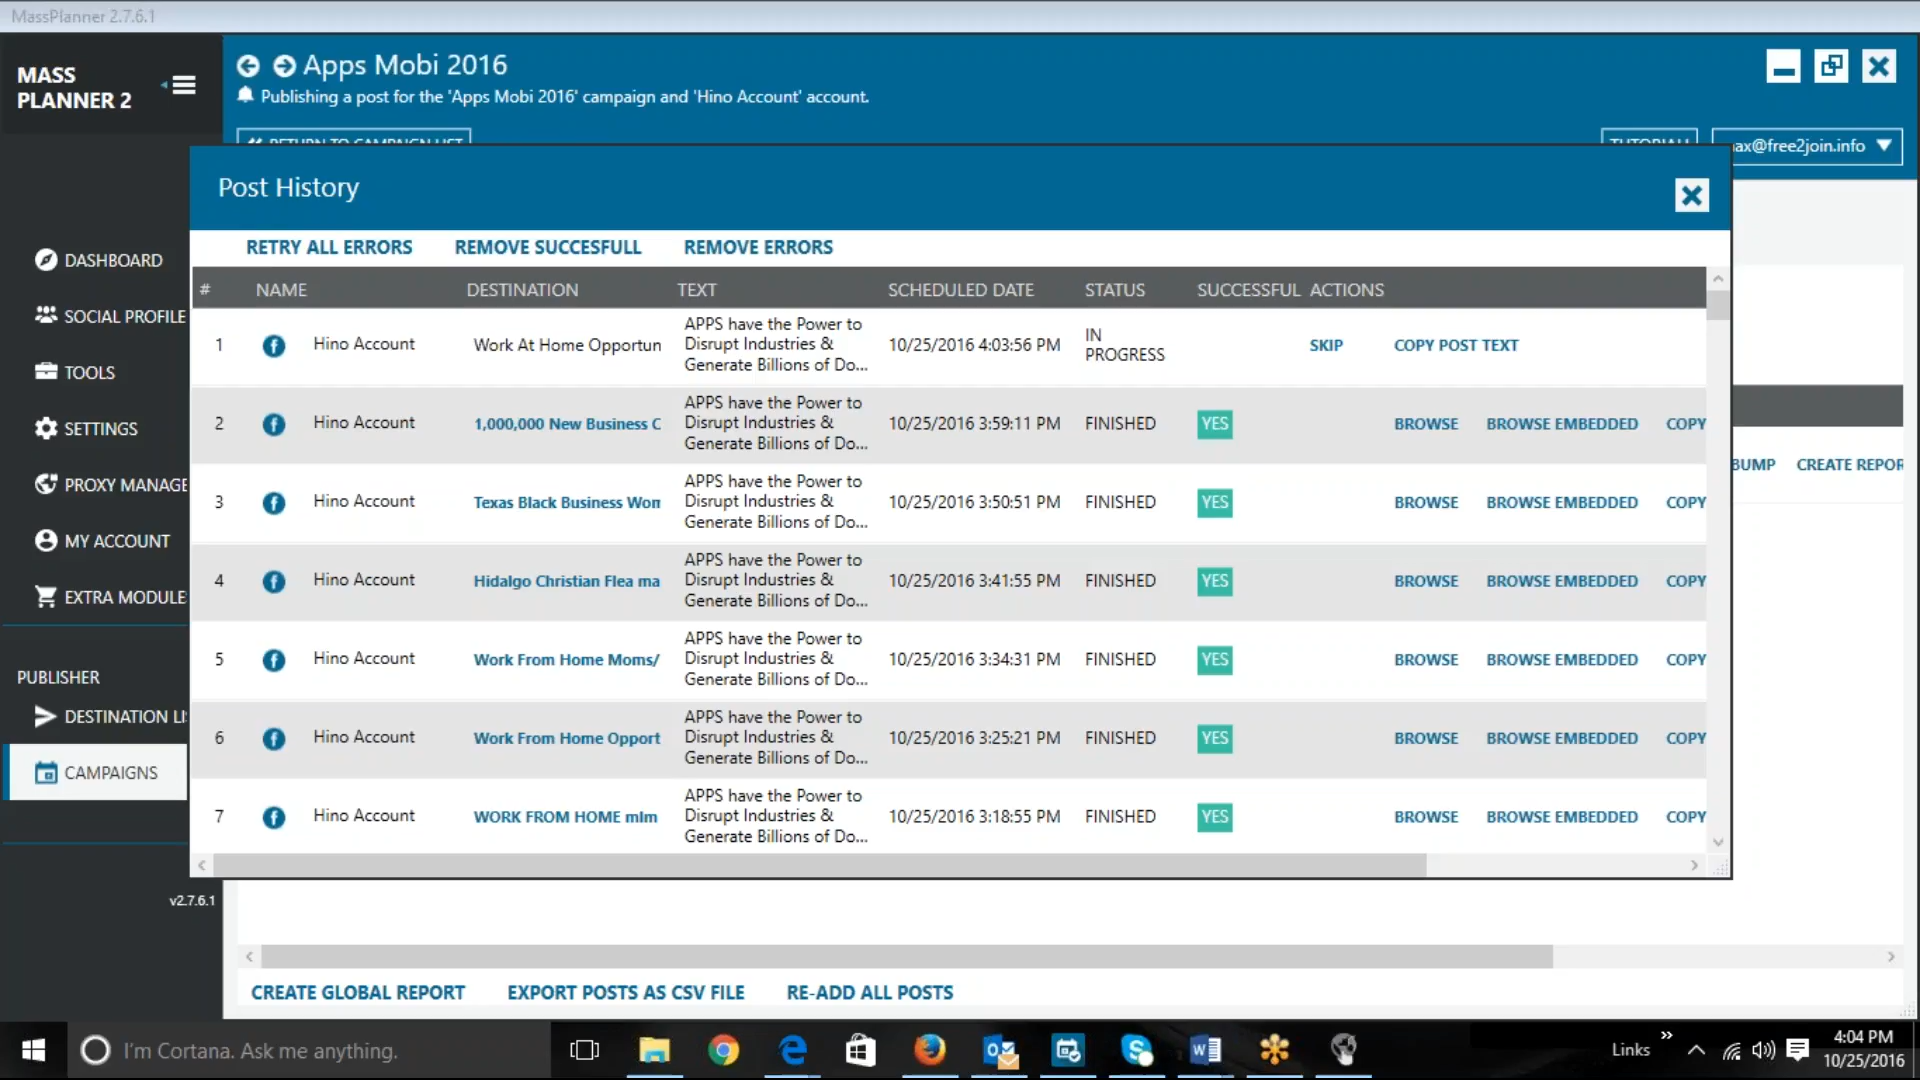 MassPlanner 2.7.6.1
MASS
PLANNER 2
Apps Mobi 2016
Publishing a post for the 'Apps Mobi 2016' campaign and 'Hino Account' account.
RETURN TO CAMPAIGN LIST
TUTORIAL!
ax@free2join.info
Post History
RETRY ALL ERRORS REMOVE SUCCESFULL REMOVE ERRORS
# NAME DESTINATION TEXT SCHEDULED DATE STATUS SUCCESSFUL ACTIONS
1 Hino Account Work At Home Opportun APPS have the Power to
Disrupt Industries &
Generate Billions of Do... 10/25/2016 4:03:56 PM IN
PROGRESS SKIP COPY POST TEXT
2 Hino Account 1,000,000 New Business C APPS have the Power to
Disrupt Industries &
Generate Billions of Do... 10/25/2016 3:59:11 PM FINISHED YES BROWSE BROWSE EMBEDDED COPY
3 Hino Account Texas Black Business Wom APPS have the Power to
Disrupt Industries &
Generate Billions of Do... 10/25/2016 3:50:51 PM FINISHED YES BROWSE BROWSE EMBEDDED COPY
4 Hino Account Hidalgo Christian Flea ma APPS have the Power to
Disrupt Industries &
Generate Billions of Do... 10/25/2016 3:41:55 PM FINISHED YES BROWSE BROWSE EMBEDDED COPY
5 Hino Account Work From Home Moms/ APPS have the Power to
Disrupt Industries &
Generate Billions of Do... 10/25/2016 3:34:31 PM FINISHED YES BROWSE BROWSE EMBEDDED COPY
6 Hino Account Work From Home Opport APPS have the Power to
Disrupt Industries &
Generate Billions of Do... 10/25/2016 3:25:21 PM FINISHED YES BROWSE BROWSE EMBEDDED COPY
7 Hino Account WORK FROM HOME mlm APPS have the Power to
Disrupt Industries &
Generate Billions of Do... 10/25/2016 3:18:55 PM FINISHED YES BROWSE BROWSE EMBEDDED COPY
BUMP CREATE REPOR
DASHBOARD
SOCIAL PROFILE
TOOLS
SETTINGS
PROXY MANAGE
MY ACCOUNT
EXTRA MODULE
PUBLISHER
DESTINATION LI
CAMPAIGNS
v2.7.6.1
CREATE GLOBAL REPORT EXPORT POSTS AS CSV FILE RE-ADD ALL POSTS
I'm Cortana. Ask me anything.
Links
4:04 PM
10/25/2016